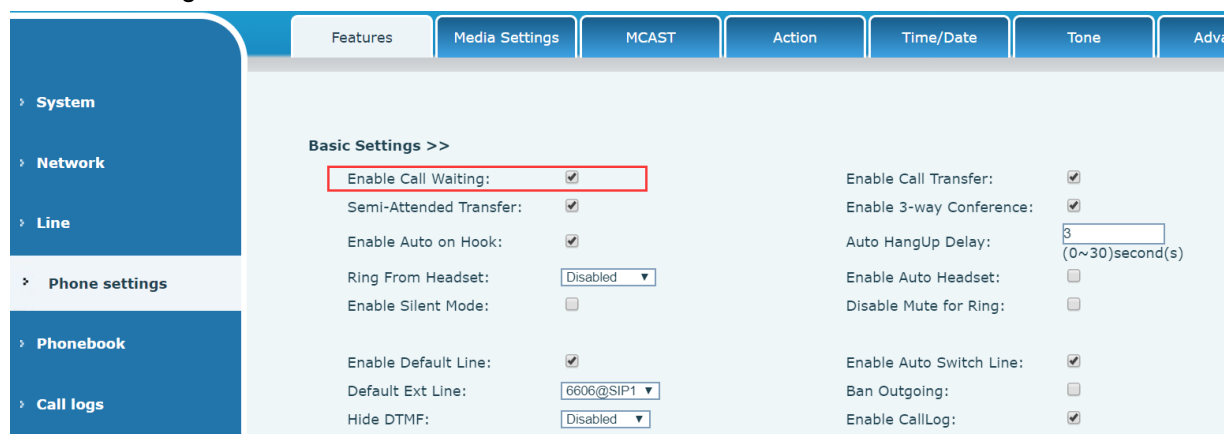 Features Media Settings MCAST Action Time/Date Tone
System
Network
Line
Phone settings
Phonebook
Call logs
Basic Settings >>
Enable Call Waiting: Enable Call Transfer:
Semi-Attended Transfer: Enable 3-way Conference:
Enable Auto on Hook: Auto HangUp Delay: 3
(0~30)second(s)
Ring From Headset: Disabled Enable Auto Headset:
Enable Silent Mode: Disable Mute for Ring:
Enable Default Line: Enable Auto Switch Line:
Default Ext Line: 6606@SIP1 Ban Outgoing:
Hide DTMF: Disabled Enable CallLog: